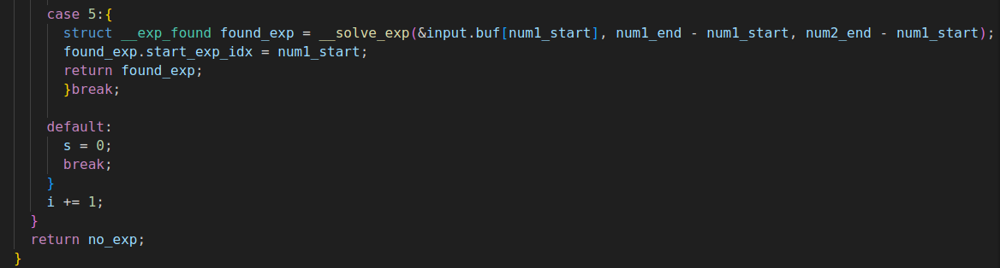 case 5:{
struct __exp_found found_exp = __solve_exp(&input.buf[num1_start], num1_end - num1_start, num2_end - num1_start);
found_exp.start_exp_idx = num1_start;
return found_exp;
}break;
default:
s = 0;
break;
}
i += 1;
}
return no_exp;
}